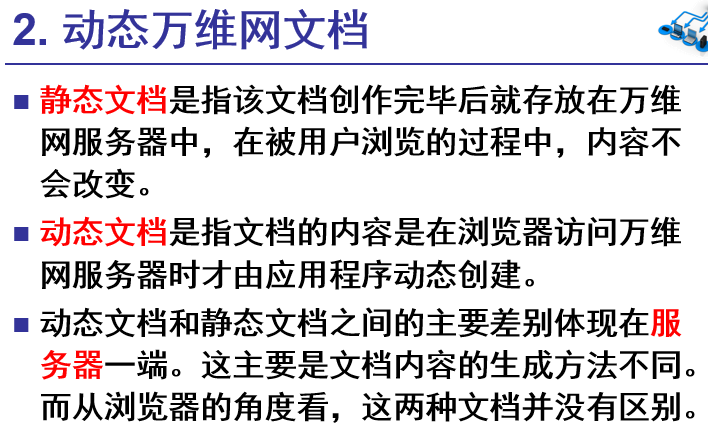 2. 动态万维网文档
静态文档是指该文档创作完毕后就存放在万维
网服务器中，在被用户浏览的过程中，内容不
会改变。
动态文档是指文档的内容是在浏览器访问万维
网服务器时才由应用程序动态创建。
动态文档和静态文档之间的主要差别体现在服
务器一端。这主要是文档内容的生成方法不同。
而从浏览器的角度看，这两种文档并没有区别。